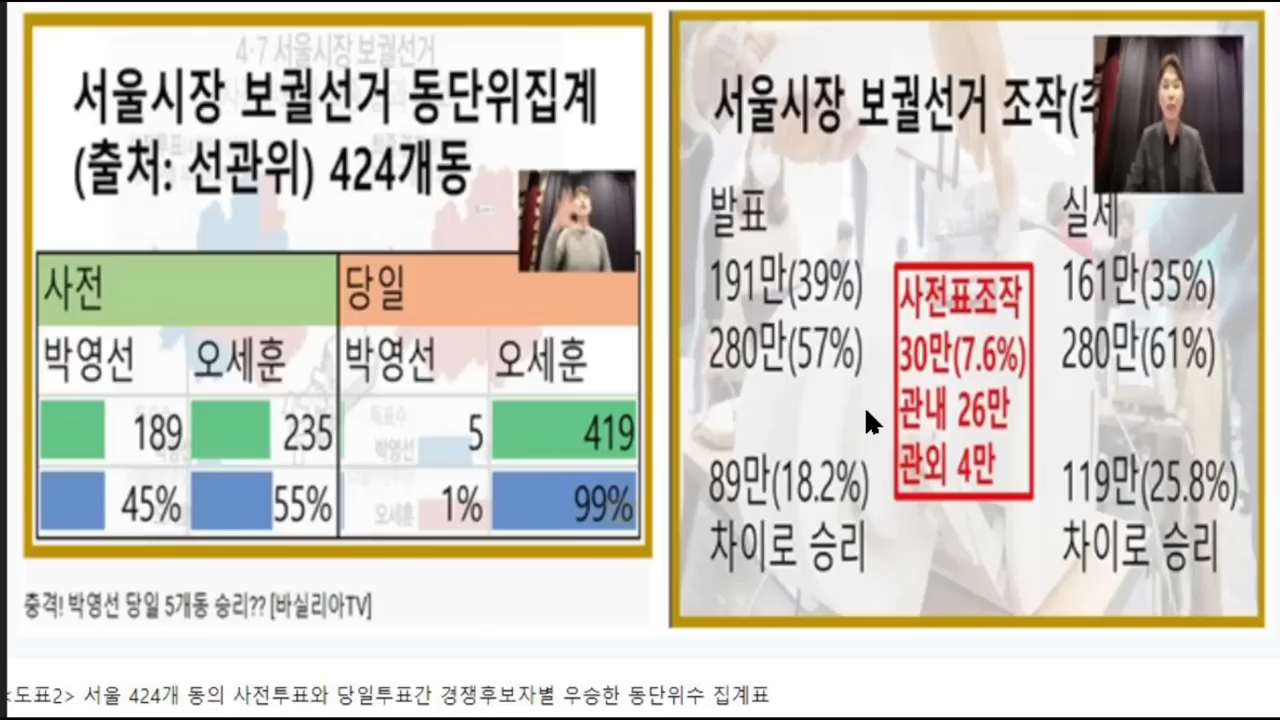 서울시장 보궐선거 동단위집계
(출처: 선관위) 424개동
사전 당일
박영선 오세훈 박영선 오세훈
189 235 5 419
45% 55% 1% 99%
충격! 박영선 당일 5개동 승리?? [바실리아TV]
서울시장 보궐선거 조작(
발표
191만(39%)
280만(57%)
89만(18.2%)
차이로 승리
사전표조작
30만(7.6%)
관내 26만
관외 4만
실제
161만(35%)
280만(61%)
119만(25.8%)
차이로 승리
<도표2> 서울 424개 동의 사전투표와 당일투표간 경쟁후보자별 우승한 동단위수 집계표